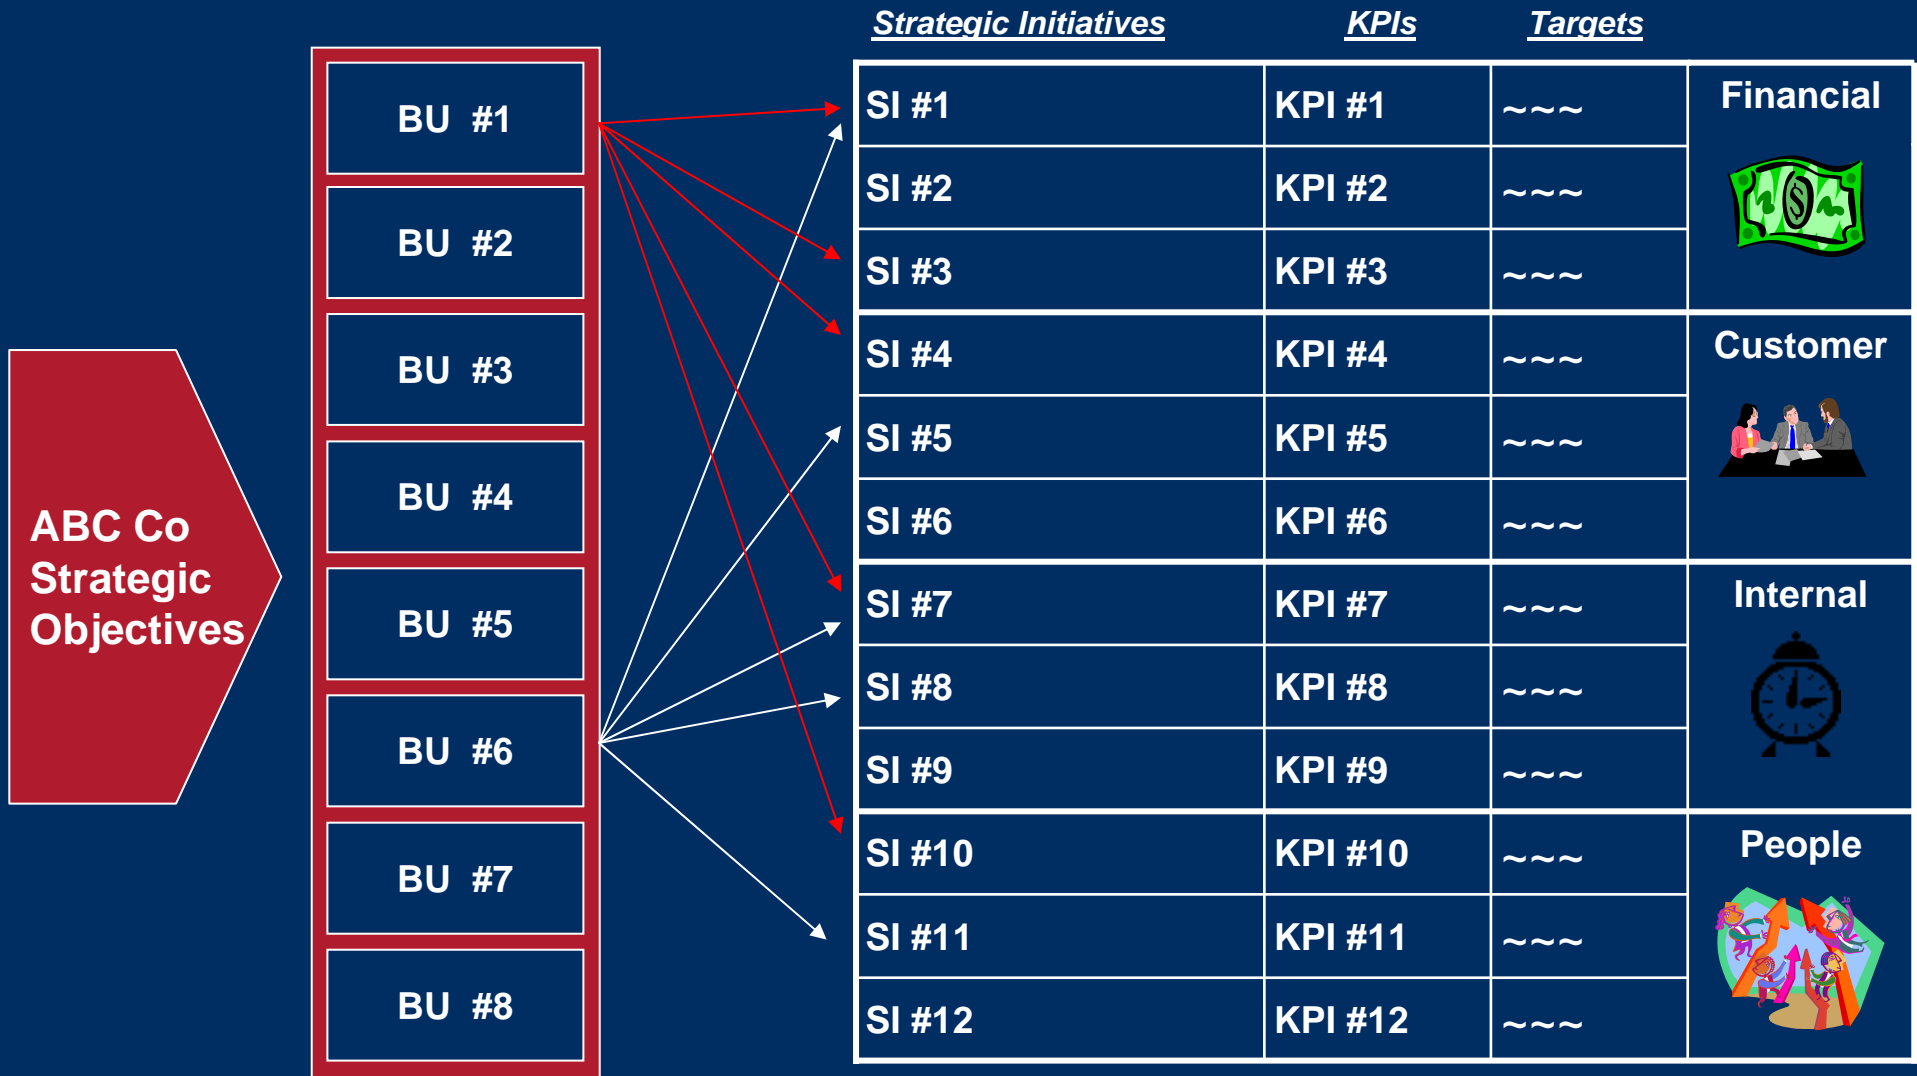 Strategic Initiatives KPIs Targets
ABC Co
Strategic
Objectives
BU #1
BU #2
BU #3
BU #4
BU #5
BU #6
BU #7
BU #8
SI #1 KPI #1 ~~~
SI #2 KPI #2 ~~~
SI #3 KPI #3 ~~~
Financial
SI #4 KPI #4 ~~~
SI #5 KPI #5 ~~~
SI #6 KPI #6 ~~~
Customer
SI #7 KPI #7 ~~~
SI #8 KPI #8 ~~~
SI #9 KPI #9 ~~~
Internal
SI #10 KPI #10 ~~~
SI #11 KPI #11 ~~~
SI #12 KPI #12 ~~~
People